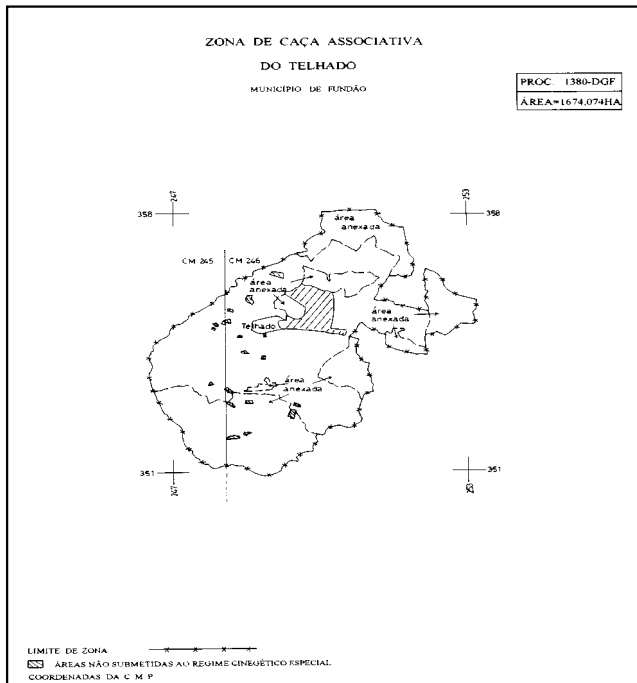 ZONA DE CAÇA ASSOCIATIVA
DO TELHADO
MUNICÍPIO DE FUNDÃO
PROC. 1380-DGF
ÁREA=1674,074HA
247
253
358
358
área
anexada
CM 245
CM 246
área
anexada
área
anexada
Telhado
área
anexada
351
351
247
253
LIMITE DE ZONA
ÁREAS NÃO SUBMETIDAS AO REGIME CINEGÉTICO ESPECIAL
COORDENADAS DA C M P